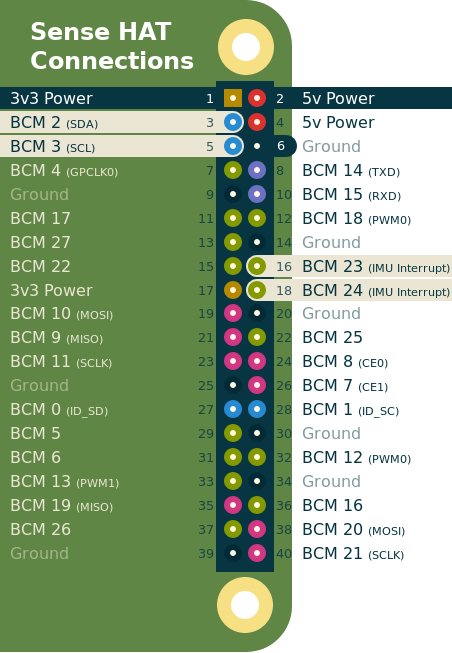 Sense HAT
Connections
3v3 Power 1 2 5v Power
BCM 2 (SDA) 3 4 5v Power
BCM 3 (SCL) 5 6 Ground
BCM 4 (GPCLK0) 7 8 BCM 14 (TXD)
Ground 9 10 BCM 15 (RXD)
BCM 17 11 12 BCM 18 (PWM0)
BCM 27 13 14 Ground
BCM 22 15 16 BCM 23 (IMU Interrupt)
3v3 Power 17 18 BCM 24 (IMU Interrupt)
BCM 10 (MOSI) 19 20 Ground
BCM 9 (MISO) 21 22 BCM 25
BCM 11 (SCLK) 23 24 BCM 8 (CE0)
Ground 25 26 BCM 7 (CE1)
BCM 0 (ID_SD) 27 28 BCM 1 (ID_SC)
BCM 5 29 30 Ground
BCM 6 31 32 BCM 12 (PWM0)
BCM 13 (PWM1) 33 34 Ground
BCM 19 (MISO) 35 36 BCM 16
BCM 26 37 38 BCM 20 (MOSI)
Ground 39 40 BCM 21 (SCLK)